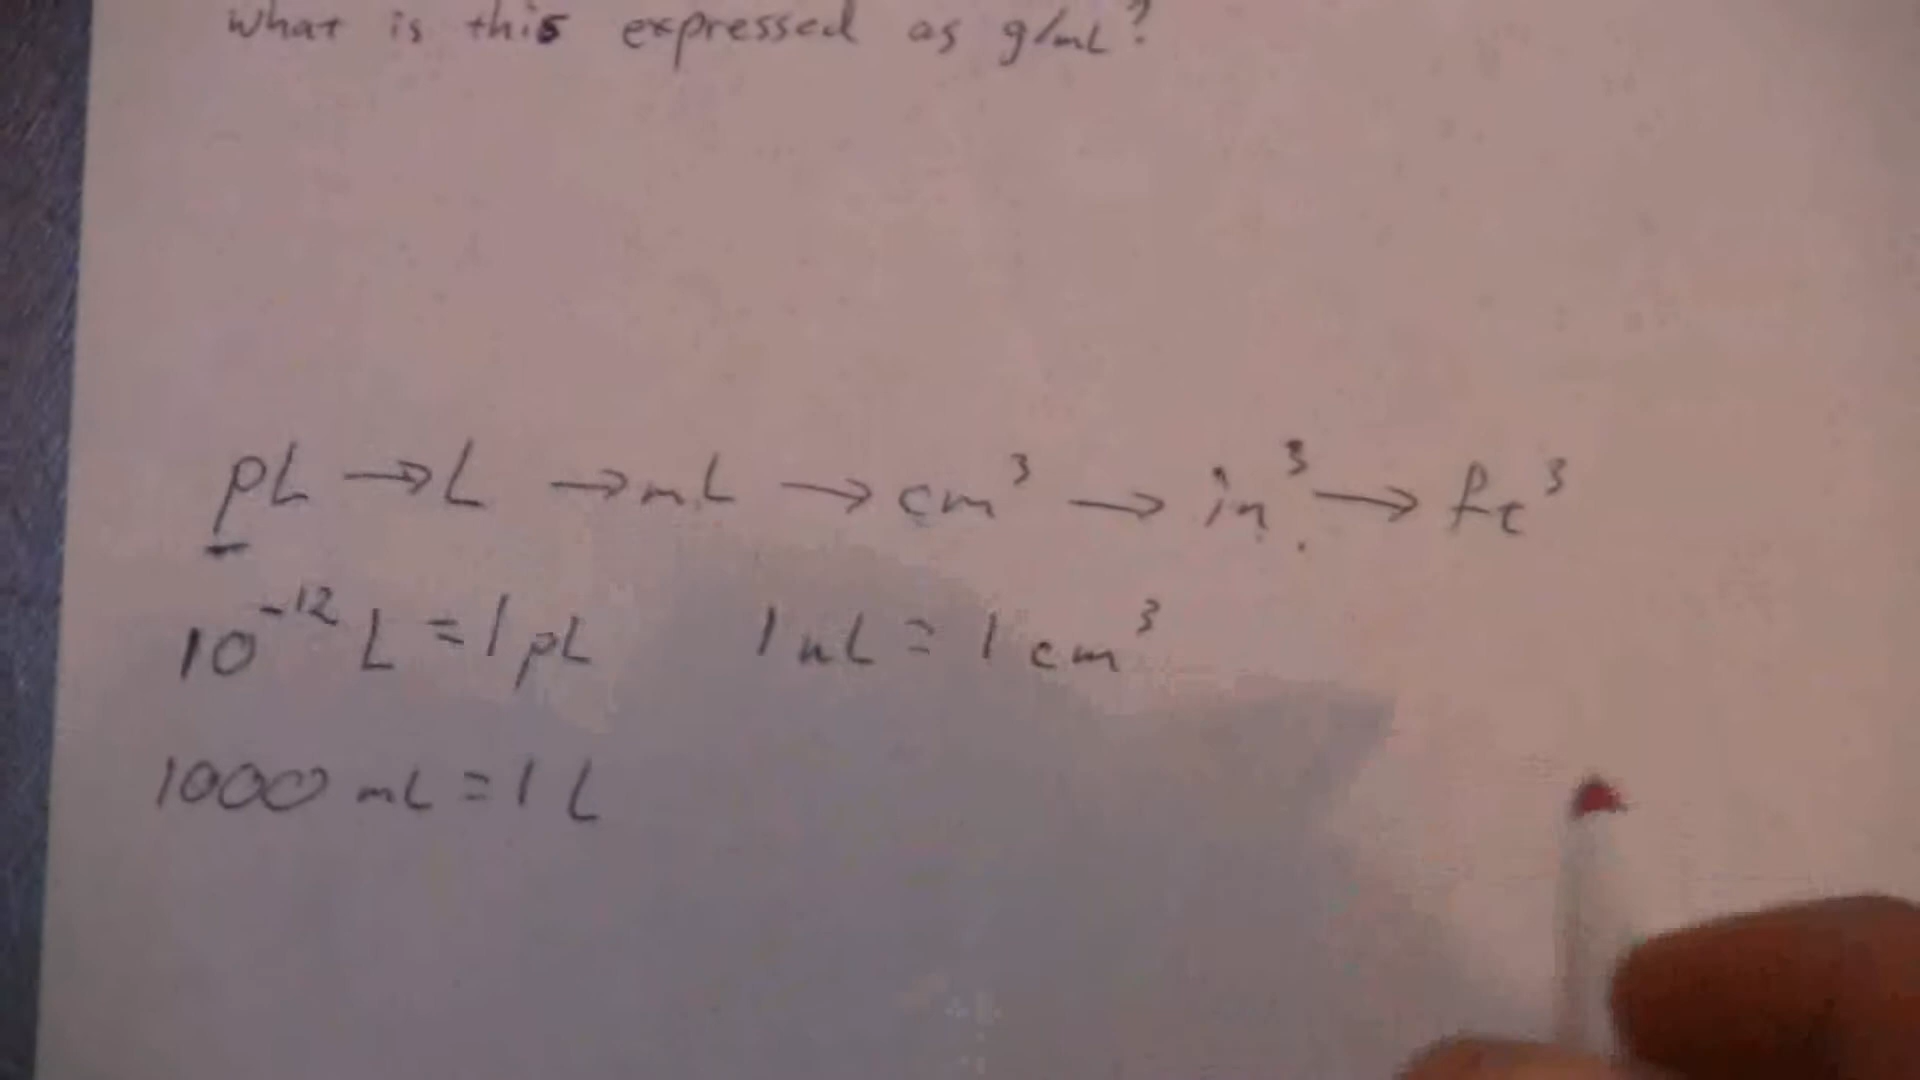 what is this expressed as g/mL?
pL → L → mL → cm³ → in³ → ft³
10⁻¹² L = 1 pL 1 mL = 1 cm³
1000 mL = 1 L